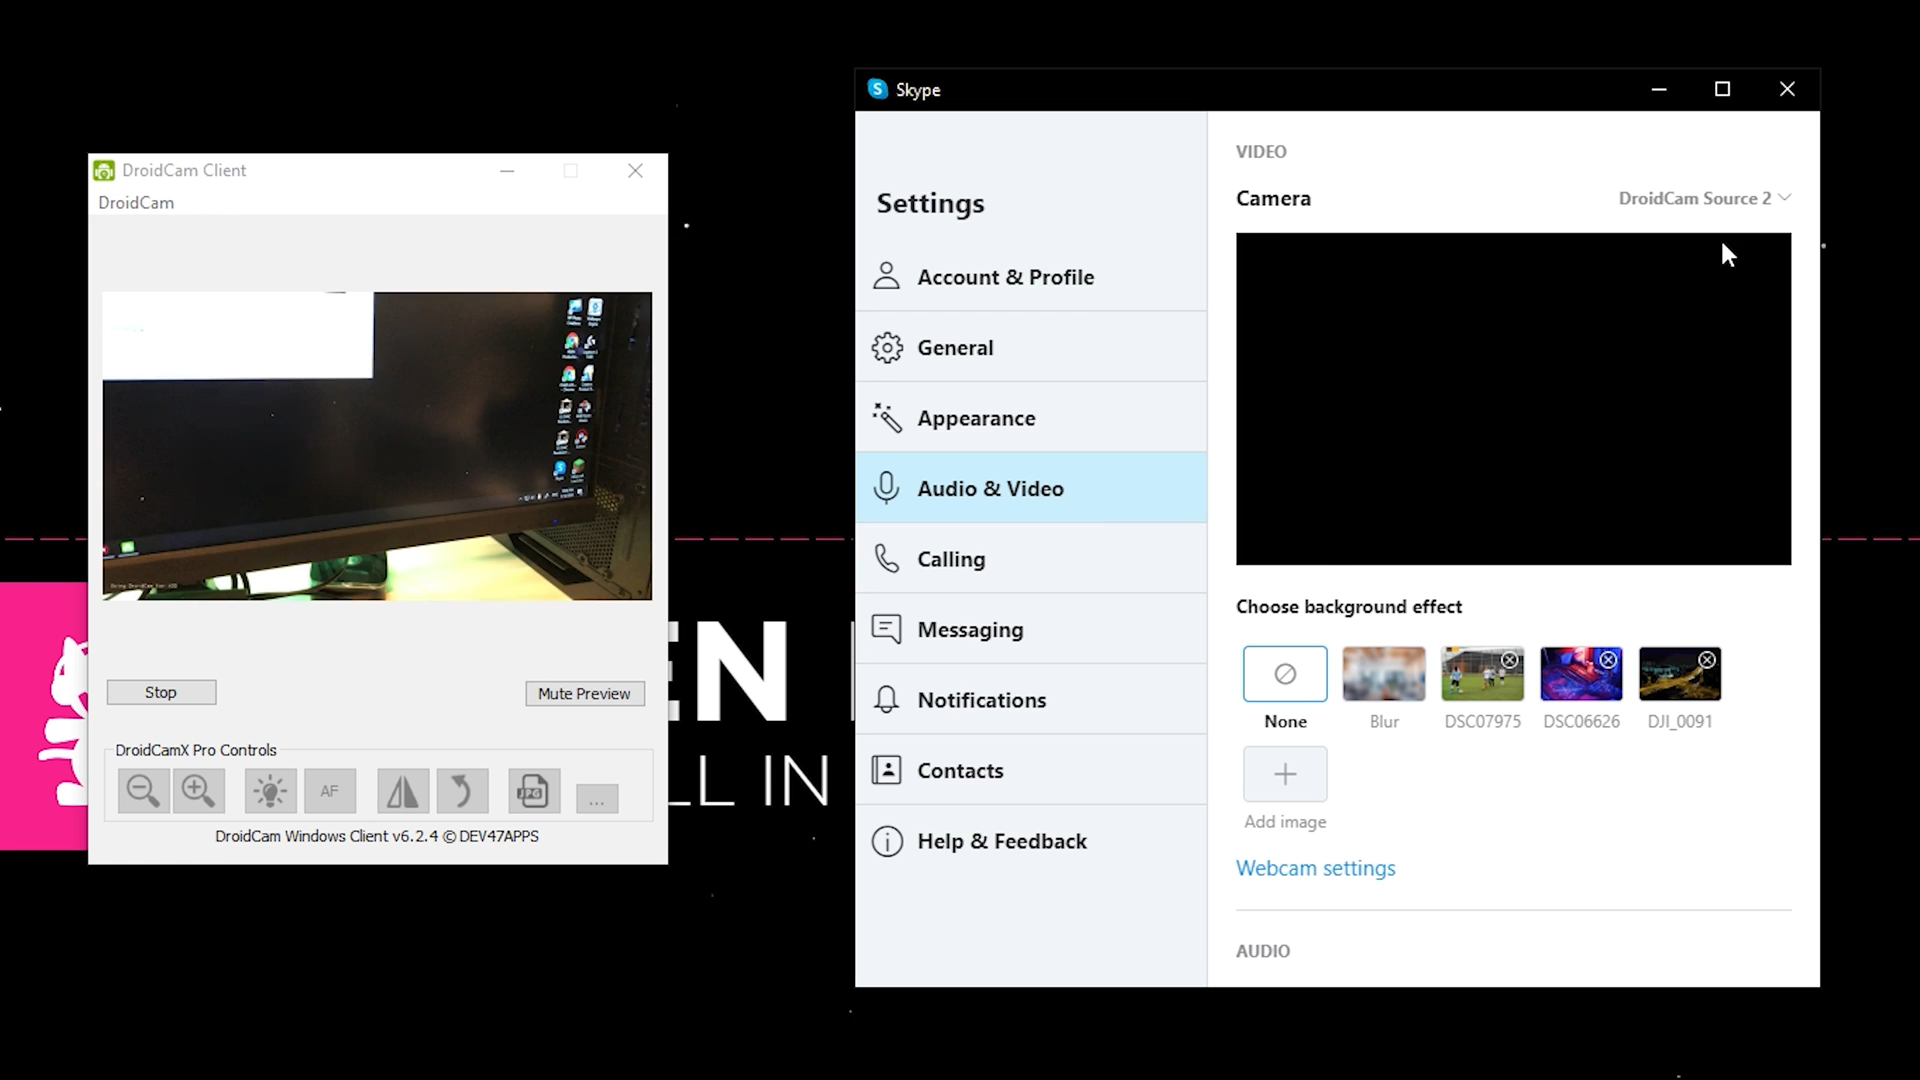 DroidCam Client
DroidCam
Stop
Mute Preview
DroidCamX Pro Controls
AF
JPG
...
DroidCam Windows Client v6.2.4 © DEV47APPS
EN
LL IN
Skype
Settings
Account & Profile
General
Appearance
Audio & Video
Calling
Messaging
Notifications
Contacts
Help & Feedback
VIDEO
Camera
DroidCam Source 2
Choose background effect
None
Blur
DSC07975
DSC06626
DJI_0091
Add image
Webcam settings
AUDIO